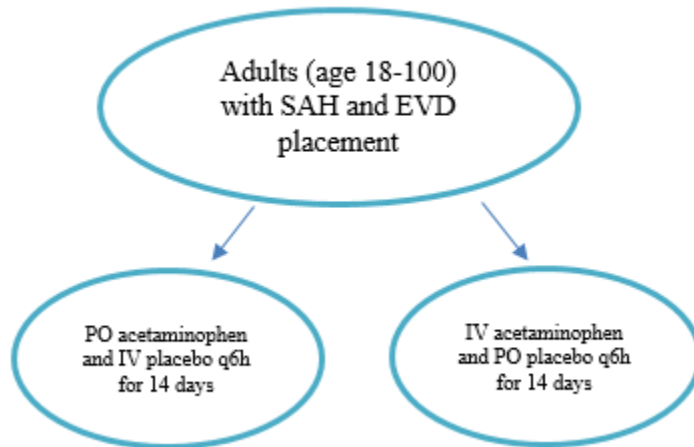 Adults (age 18-100)
with SAH and EVD
placement
PO acetaminophen
and IV placebo q6h
for 14 days
IV acetaminophen
and PO placebo q6h
for 14 days